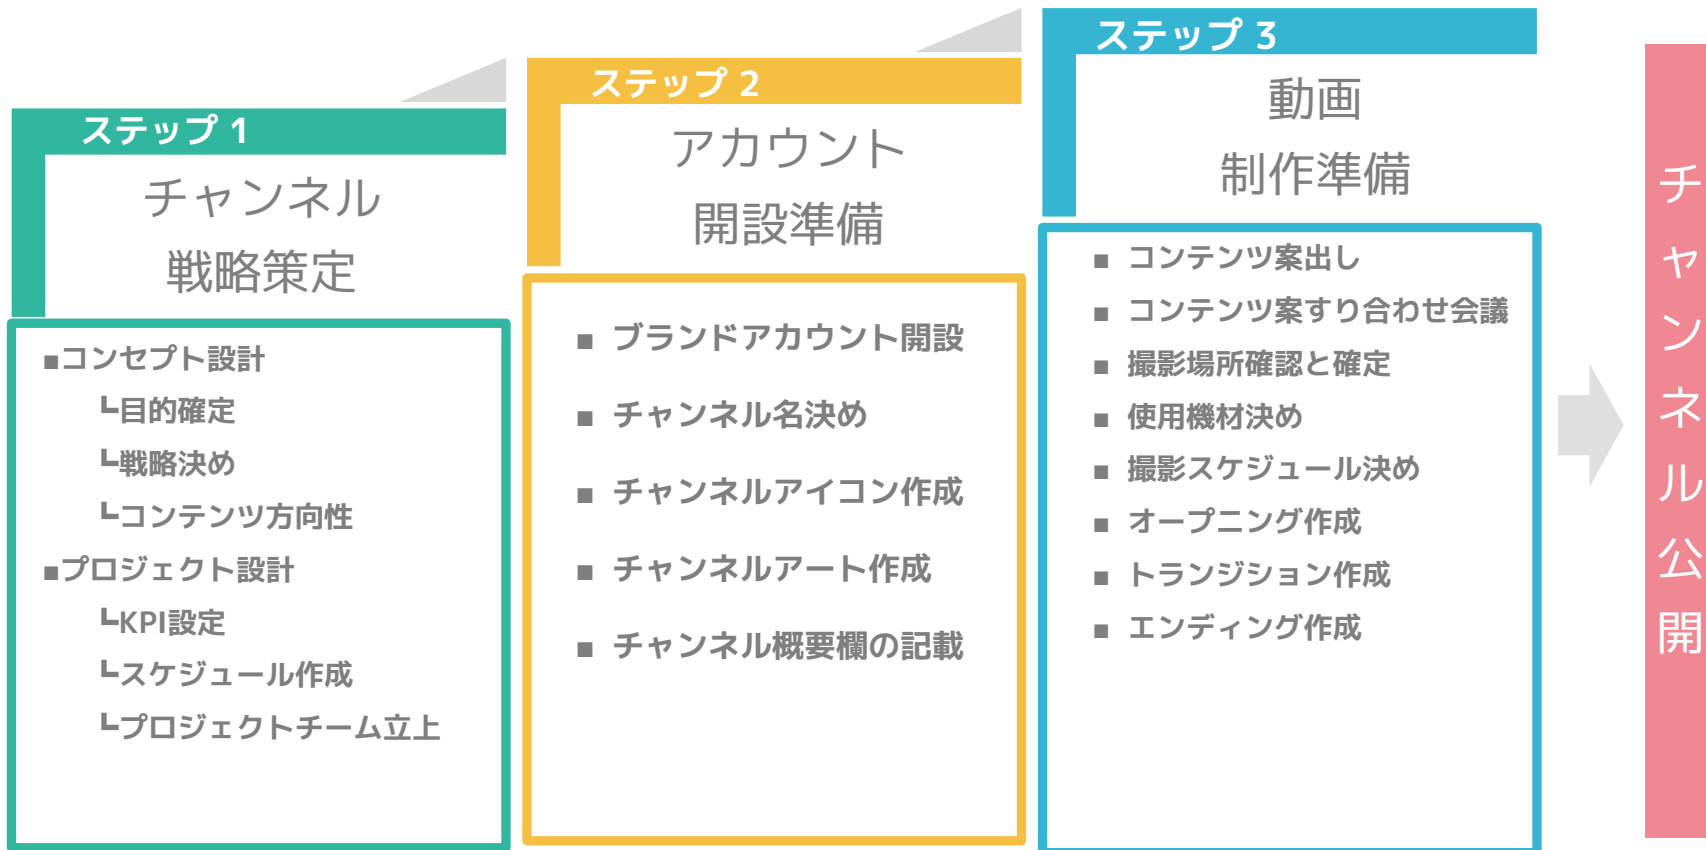 ステップ 1
チャンネル
戦略策定
■コンセプト設計
┗目的確定
┗戦略決め
┗コンテンツ方向性
■プロジェクト設計
┗KPI設定
┗スケジュール作成
┗プロジェクトチーム立上
ステップ 2
アカウント
開設準備
■ ブランドアカウント開設
■ チャンネル名決め
■ チャンネルアイコン作成
■ チャンネルアート作成
■ チャンネル概要欄の記載
ステップ 3
動画
制作準備
■ コンテンツ案出し
■ コンテンツ案すり合わせ会議
■ 撮影場所確認と確定
■ 使用機材決め
■ 撮影スケジュール決め
■ オープニング作成
■ トランジション作成
■ エンディング作成
チャンネル公開